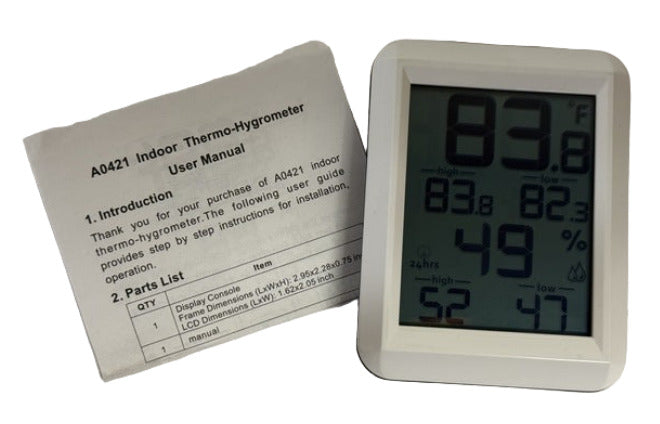 A0421 Indoor Thermo-Hygrometer
User Manual
1. Introduction
Thank you for your purchase of A0421 indoor
thermo-hygrometer.The following user guide
provides step by step instructions for installation,
operation.
2. Parts List
QTY Item
1 Display Console
Frame Dimensions (LxWxH): 2.95x2.28x0.75 inch
LCD Dimensions (LxW): 1.62x2.05 inch
1 manual
83.8 °F
high low
83.8 82.3
49 %
24hrs
high low
52 47